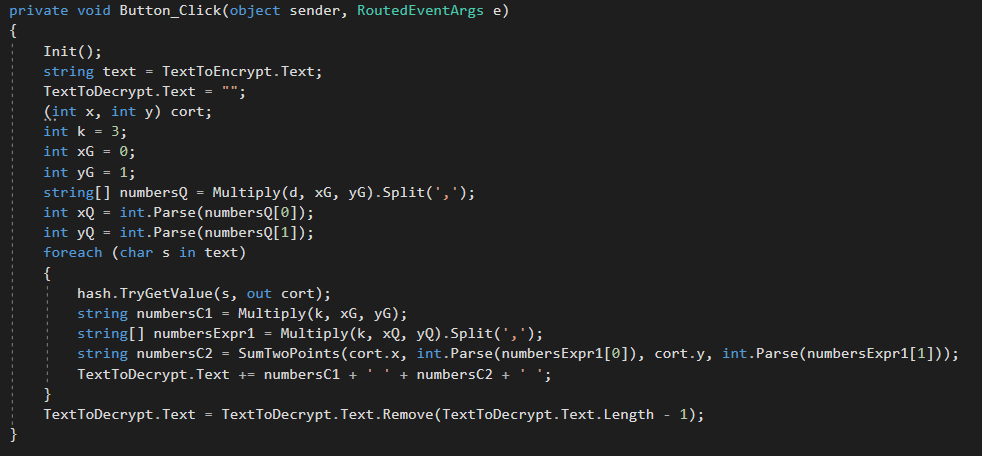 private void Button_Click(object sender, RoutedEventArgs e)
{
    Init();
    string text = TextToEncrypt.Text;
    TextToDecrypt.Text = "";
    (int x, int y) cort;
    int k = 3;
    int xG = 0;
    int yG = 1;
    string[] numbersQ = Multiply(d, xG, yG).Split(',');
    int xQ = int.Parse(numbersQ[0]);
    int yQ = int.Parse(numbersQ[1]);
    foreach (char s in text)
    {
        hash.TryGetValue(s, out cort);
        string numbersC1 = Multiply(k, xG, yG);
        string[] numbersExpr1 = Multiply(k, xQ, yQ).Split(',');
        string numbersC2 = SumTwoPoints(cort.x, int.Parse(numbersExpr1[0]), cort.y, int.Parse(numbersExpr1[1]));
        TextToDecrypt.Text += numbersC1 + ' ' + numbersC2 + ' ';
    }
    TextToDecrypt.Text = TextToDecrypt.Text.Remove(TextToDecrypt.Text.Length - 1);
}